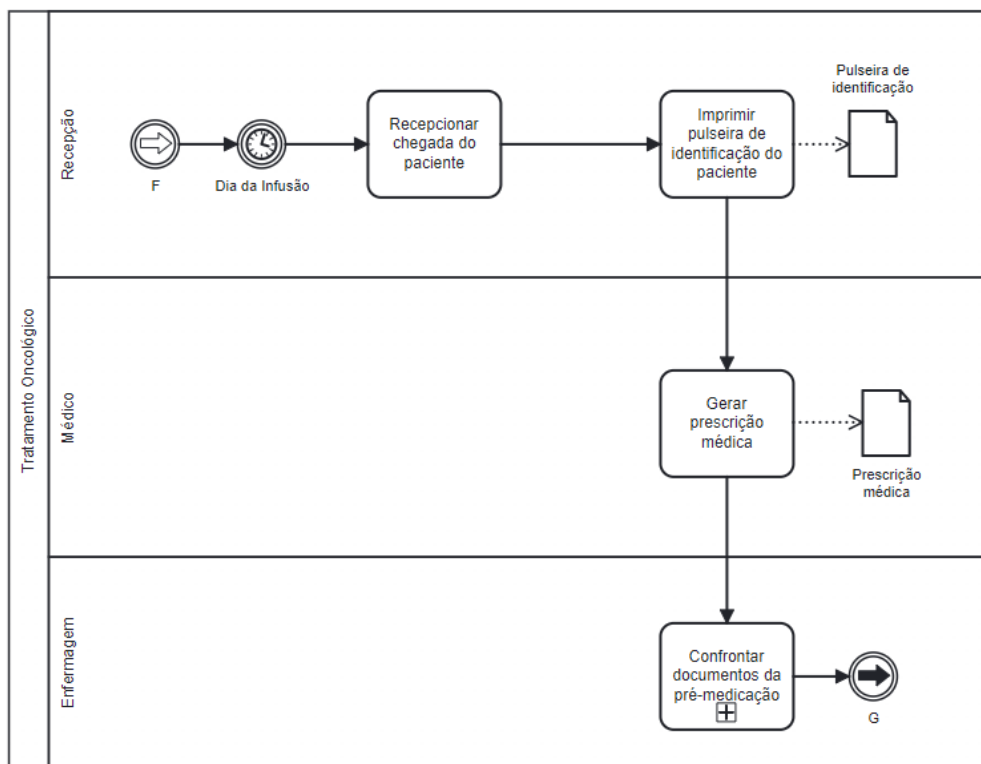 Tratamento Oncológico
Recepção
F
Dia da Infusão
Recepcionar
chegada do
paciente
Imprimir
pulseira de
identificação do
paciente
Pulseira de
identificação
Médico
Gerar
prescrição
médica
Prescrição
médica
Enfermagem
Confrontar
documentos da
pré-medicação
G